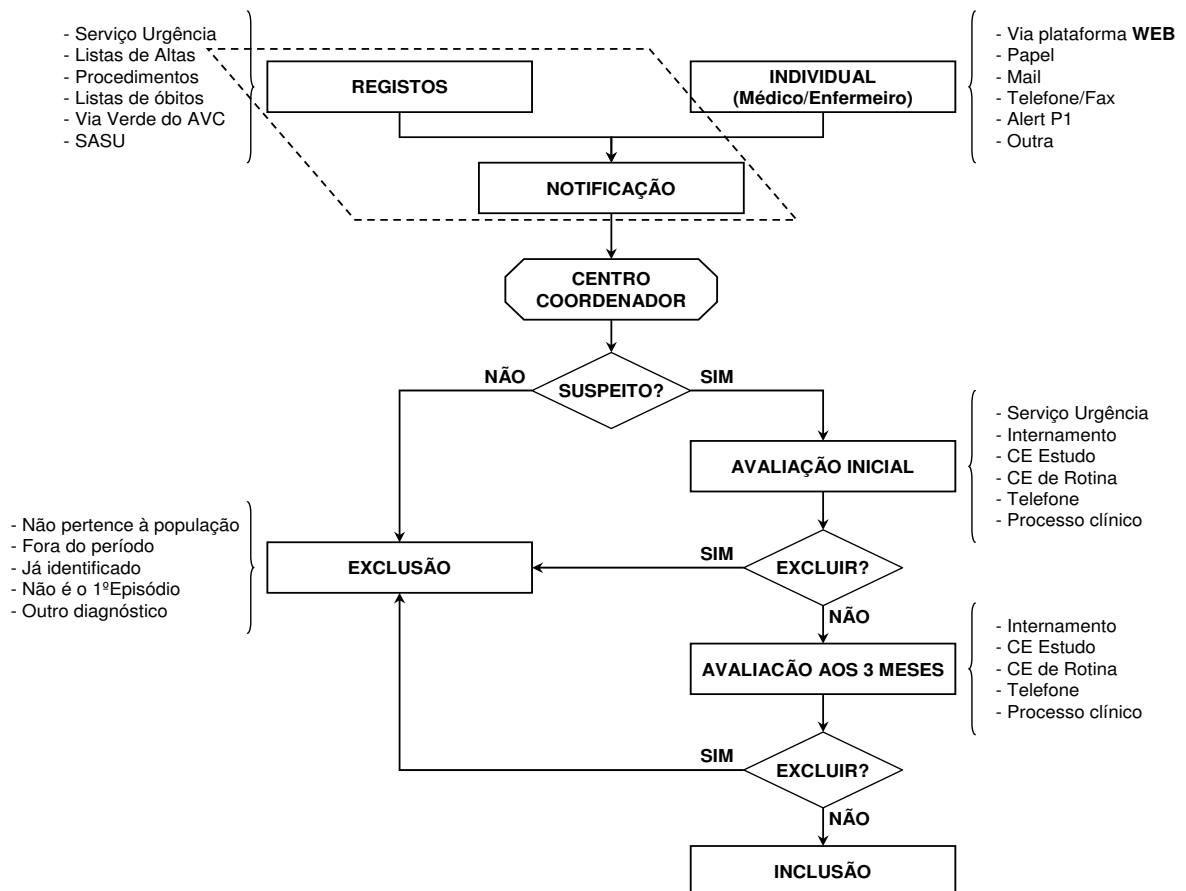 - Serviço Urgência
- Listas de Altas
- Procedimentos
- Listas de óbitos
- Via Verde do AVC
- SASU
REGISTOS
INDIVIDUAL
(Médico/Enfermeiro)
- Via plataforma WEB
- Papel
- Mail
- Telefone/Fax
- Alert P1
- Outra
NOTIFICAÇÃO
CENTRO
COORDENADOR
SUSPEITO?
NÃO
SIM
AVALIAÇÃO INICIAL
- Serviço Urgência
- Internamento
- CE Estudo
- CE de Rotina
- Telefone
- Processo clínico
- Não pertence à população
- Fora do período
- Já identificado
- Não é o 1ºEpisódio
- Outro diagnóstico
EXCLUSÃO
SIM
EXCLUIR?
NÃO
AVALIACÃO AOS 3 MESES
- Internamento
- CE Estudo
- CE de Rotina
- Telefone
- Processo clínico
SIM
EXCLUIR?
NÃO
INCLUSÃO